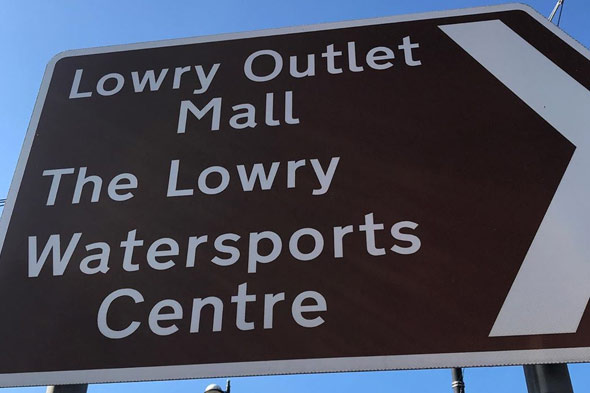 Lowry Outlet
Mall
The Lowry
Watersports
Centre